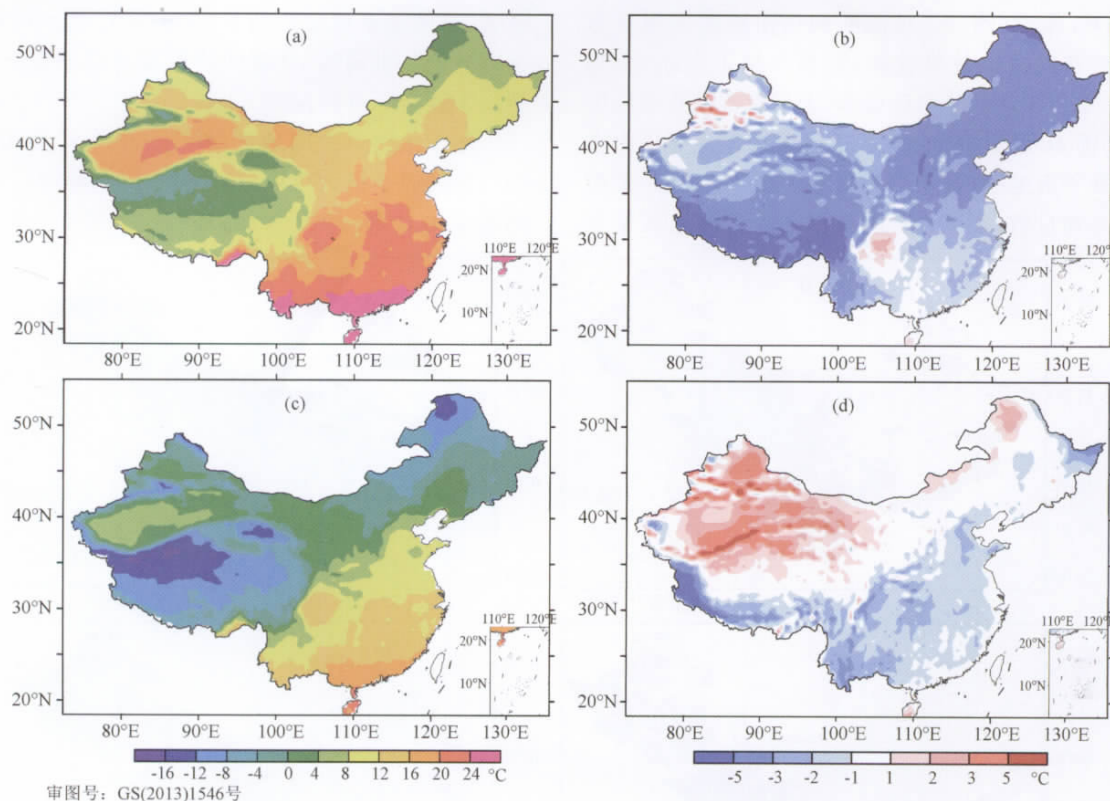 (a)
50°N
40°N
30°N
20°N
80°E 90°E 100°E 110°E 120°E 130°E
110°E 120°E
20°N
10°N
(b)
50°N
40°N
30°N
20°N
80°E 90°E 100°E 110°E 120°E 130°E
110°E 120°
20°N
10°N
(c)
50°N
40°N
30°N
20°N
80°E 90°E 100°E 110°E 120°E 130°E
110°E 120°E
20°N
10°N
(d)
50°N
40°N
30°N
20°N
80°E 90°E 100°E 110°E 120°E 130°E
110°E 120°
20°N
10°N
-16 -12 -8 -4 0 4 8 12 16 20 24 °C
-5 -3 -2 -1 1 2 3 5 °C
审图号：GS(2013)1546号